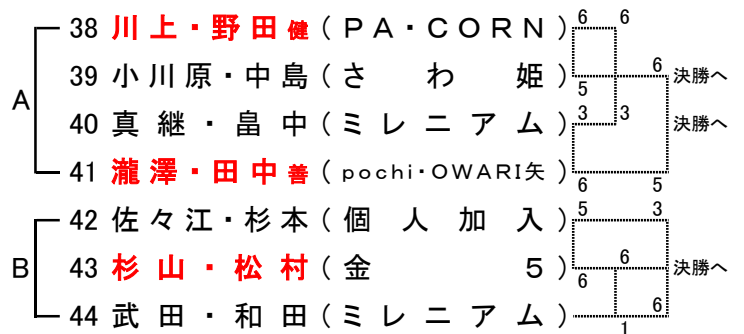 38 川上・野田健(PA・CORN) 6 6
39 小川原・中島(さわ姫) 5 6 決勝へ
A
40 真継・畠中(ミレニアム) 3 3 決勝へ
41 瀧澤・田中善(pochi・OWARI矢) 6 5
42 佐々江・杉本(個人加入) 5 3
B 43 杉山・松村(金5) 6 6 決勝へ
44 武田・和田(ミレニアム) 1 6